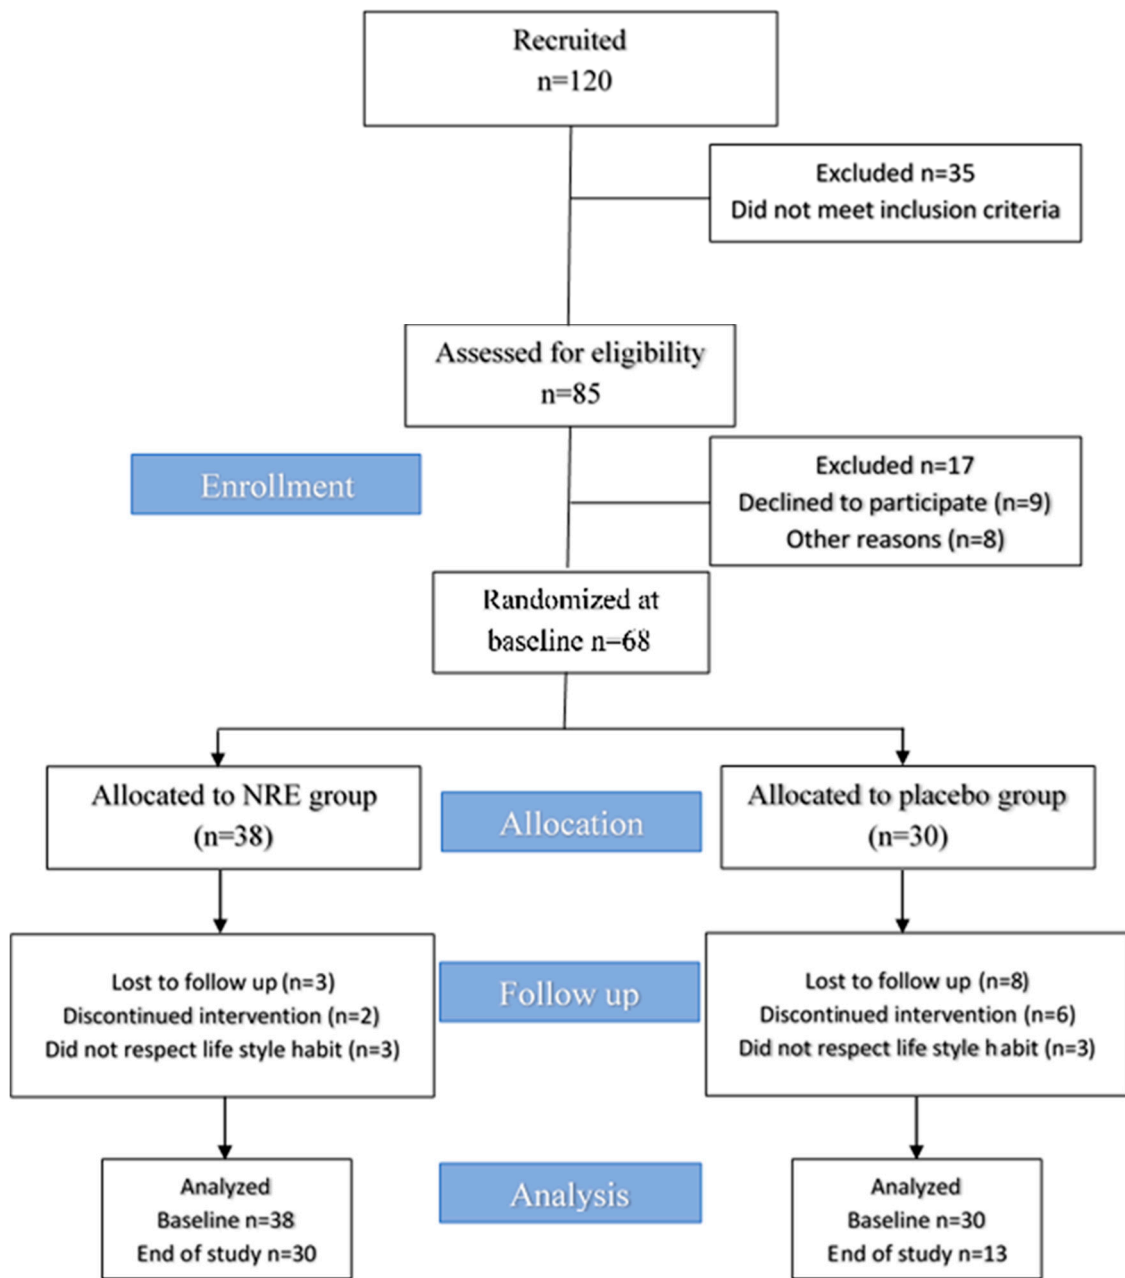 Recruited
n=120
Excluded n=35
Did not meet inclusion criteria
Assessed for eligibility
n=85
Enrollment
Excluded n=17
Declined to participate (n=9)
Other reasons (n=8)
Randomized at
baseline n=68
Allocated to NRE group
(n=38)
Allocation
Allocated to placebo group
(n=30)
Lost to follow up (n=3)
Discontinued intervention (n=2)
Did not respect life style habit (n=3)
Follow up
Lost to follow up (n=8)
Discontinued intervention (n=6)
Did not respect life style habit (n=3)
Analyzed
Baseline n=38
End of study n=30
Analysis
Analyzed
Baseline n=30
End of study n=13